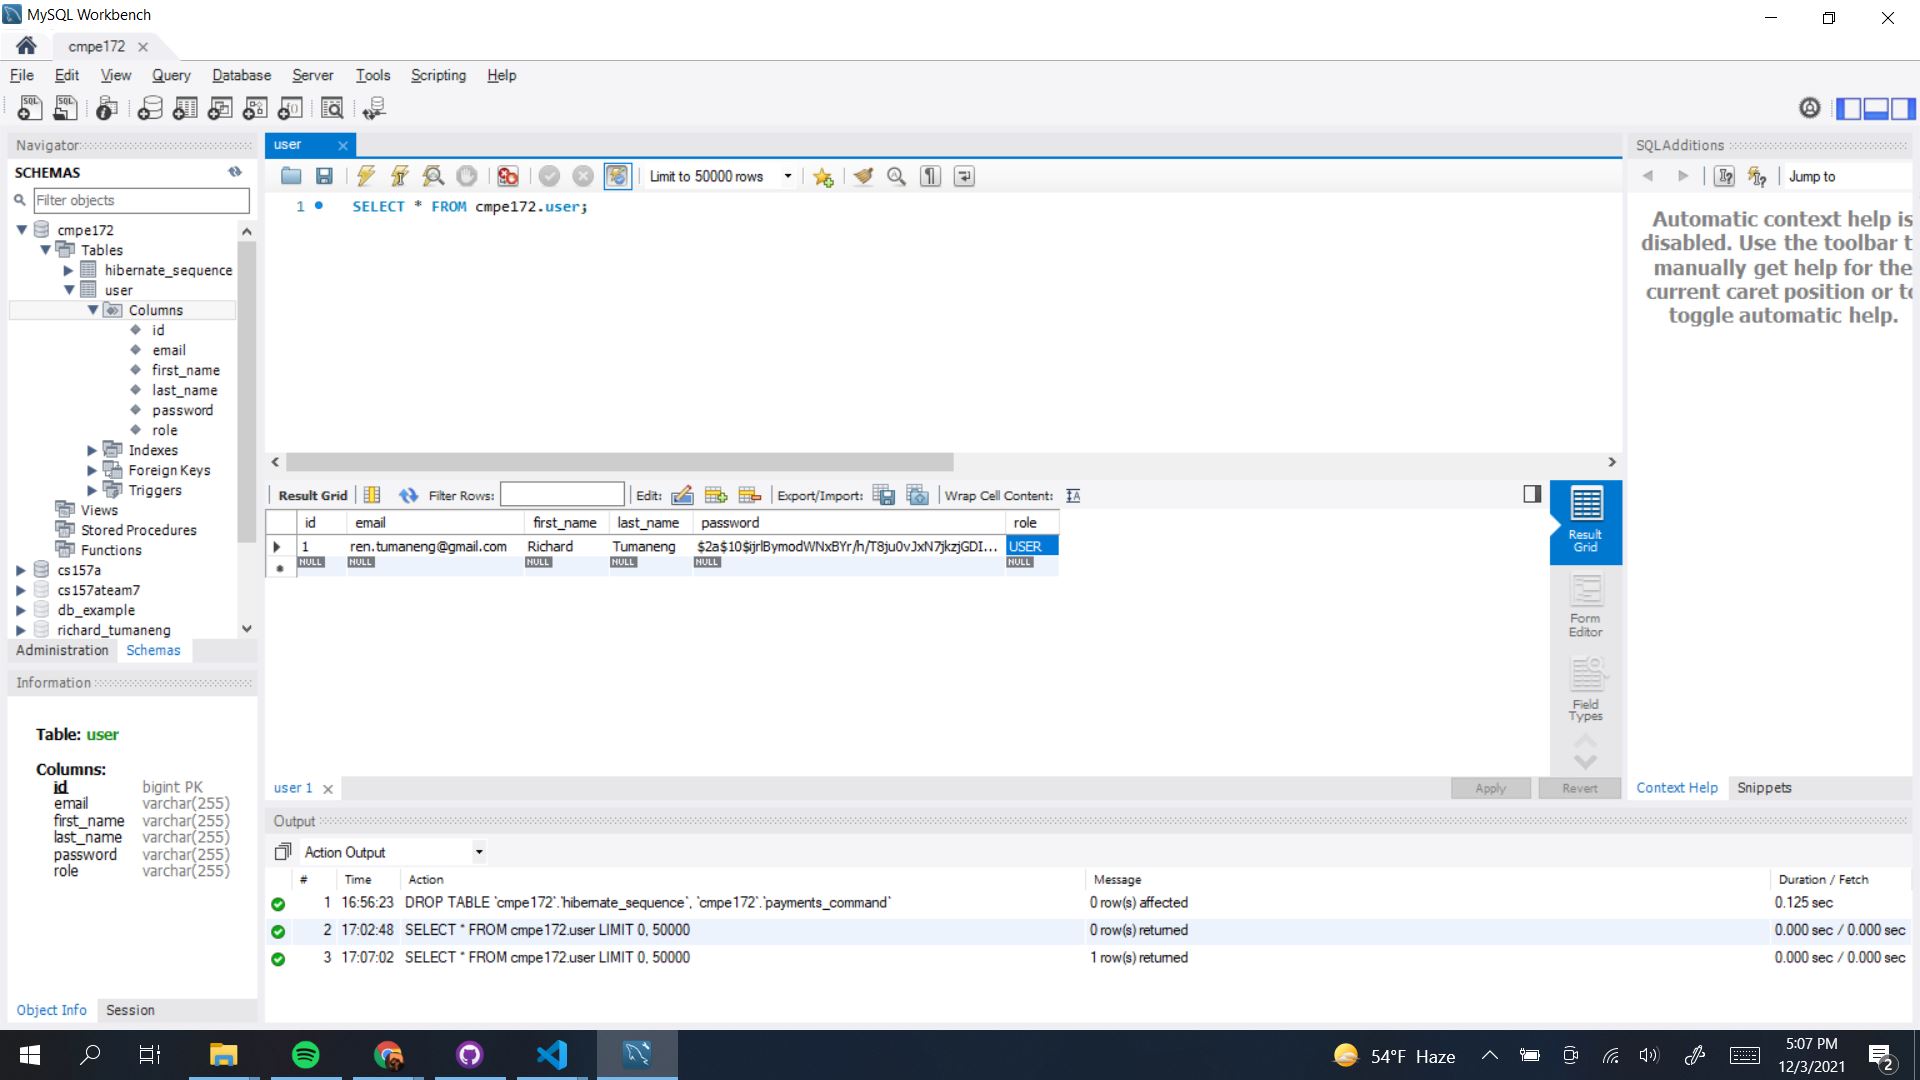 MySQL Workbench
cmpe172
File Edit View Query Database Server Tools Scripting Help
Navigator
SCHEMAS
Filter objects
cmpe172
Tables
hibernate_sequence
user
Columns
id
email
first_name
last_name
password
role
Indexes
Foreign Keys
Triggers
Views
Stored Procedures
Functions
cs157a
cs157ateam7
db_example
richard_tumaneng
Administration Schemas
Information
Table: user
Columns:
id bigint PK
email varchar(255)
first_name varchar(255)
last_name varchar(255)
password varchar(255)
role varchar(255)
Object Info Session
user
Limit to 50000 rows
1 SELECT * FROM cmpe172.user;
Result Grid Filter Rows: Edit: Export/Import: Wrap Cell Content:
id email first_name last_name password role
1 ren.tumaneng@gmail.com Richard Tumaneng $2a$10$ijrlBymodWNxBYr/h/T8ju0vJxN7jkzjGDI... USER
NULL NULL NULL NULL NULL NULL
Result
Grid
Form
Editor
Field
Types
user 1
Apply Revert
SQLAdditions
Jump to
Automatic context help is
disabled. Use the toolbar t
manually get help for the
current caret position or to
toggle automatic help.
Context Help Snippets
Output
Action Output
# Time Action Message Duration / Fetch
1 16:56:23 DROP TABLE `cmpe172`.`hibernate_sequence`, `cmpe172`.`payments_command` 0 row(s) affected 0.125 sec
2 17:02:48 SELECT * FROM cmpe172.user LIMIT 0, 50000 0 row(s) returned 0.000 sec / 0.000 sec
3 17:07:02 SELECT * FROM cmpe172.user LIMIT 0, 50000 1 row(s) returned 0.000 sec / 0.000 sec
54°F Haze
5:07 PM
12/3/2021
2